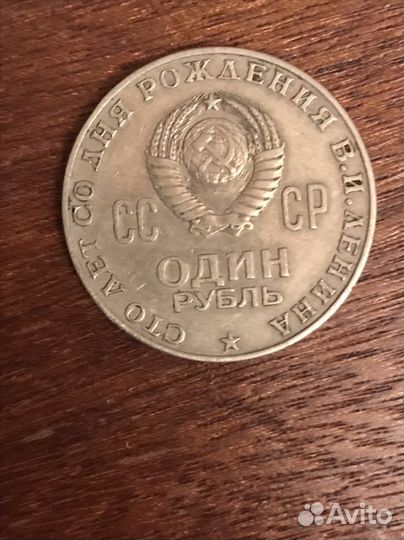 СТО ЛЕТ СО ДНЯ РОЖДЕНИЯ В.И. ЛЕНИНА
СС СР
ОДИН
РУБЛЬ
Avito